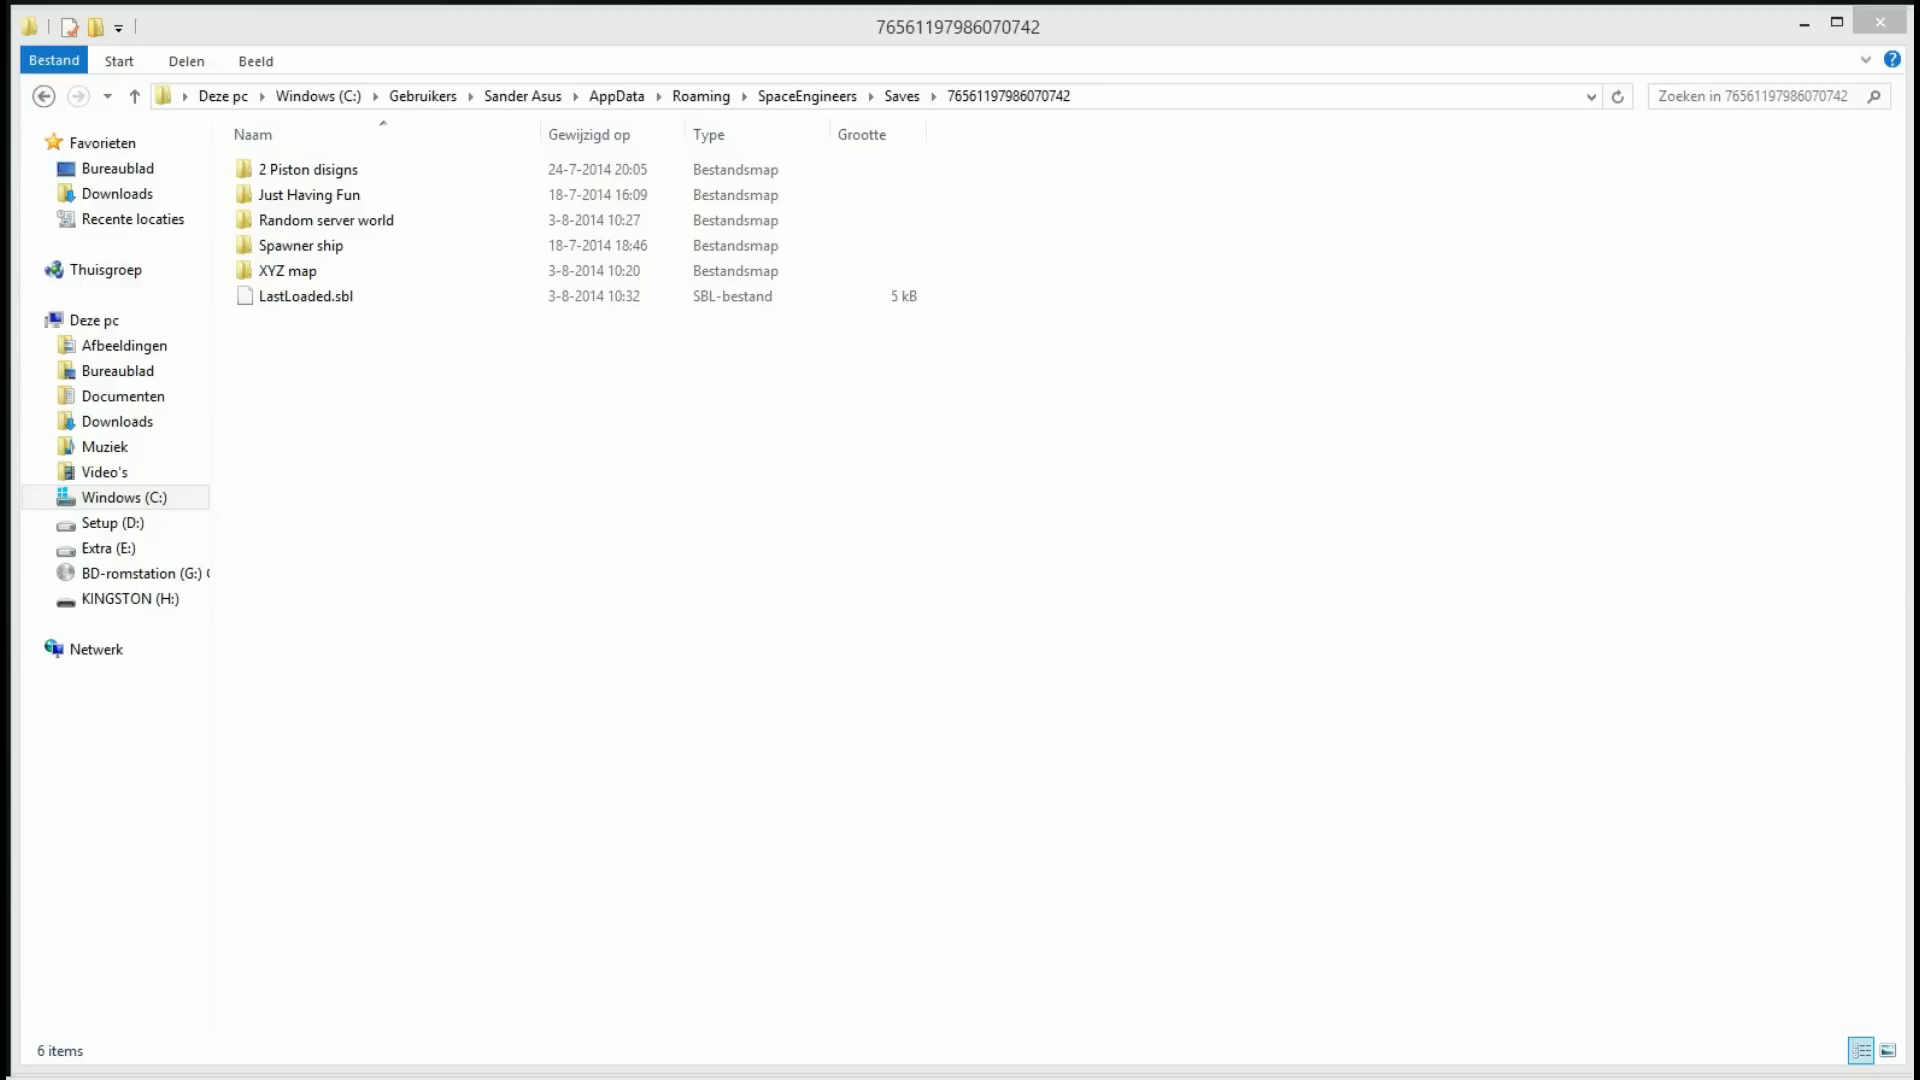 76561197986070742
Bestand Start Delen Beeld
Deze pc Windows (C:) Gebruikers Sander Asus AppData Roaming SpaceEngineers Saves 76561197986070742 Zoeken in 76561197986070742
Naam Gewijzigd op Type Grootte
2 Piston disigns 24-7-2014 20:05 Bestandsmap
Just Having Fun 18-7-2014 16:09 Bestandsmap
Random server world 3-8-2014 10:27 Bestandsmap
Spawner ship 18-7-2014 18:46 Bestandsmap
XYZ map 3-8-2014 10:20 Bestandsmap
LastLoaded.sbl 3-8-2014 10:32 SBL-bestand 5 kB
Favorieten
Bureaublad
Downloads
Recente locaties
Thuisgroep
Deze pc
Afbeeldingen
Bureaublad
Documenten
Downloads
Muziek
Video's
Windows (C:)
Setup (D:)
Extra (E:)
BD-romstation (G:)
KINGSTON (H:)
Netwerk
6 items